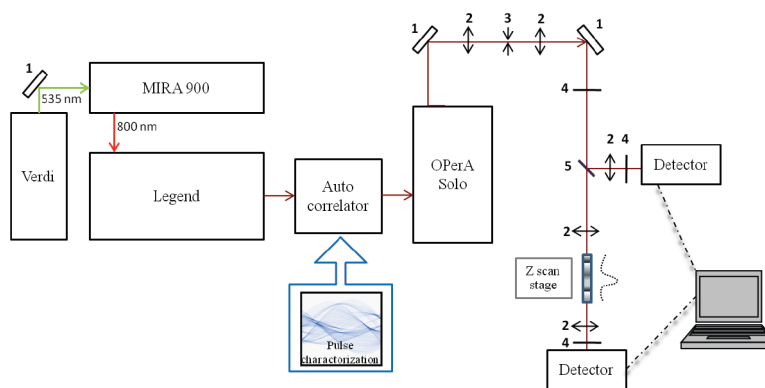 1
2
3
2
1
1
MIRA 900
535 nm
4
800 nm
2
4
Verdi
Legend
Auto
correlator
OPerA
Solo
5
Detector
2
Z scan
stage
Pulse
charactorization
2
4
Detector